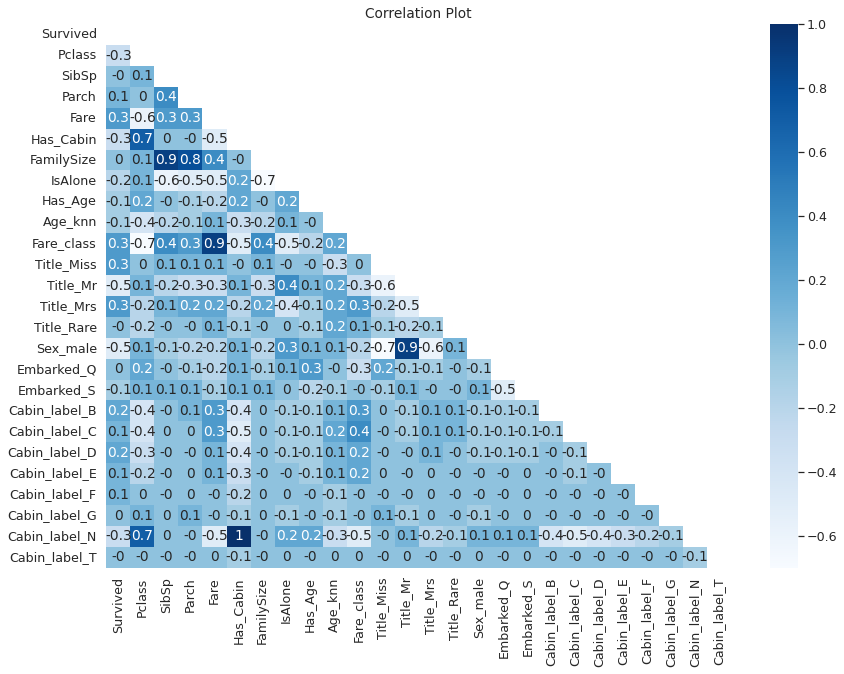 Correlation Plot
Survived
Pclass -0.3
SibSp -0 0.1
Parch 0.1 0 0.4
Fare 0.3 -0.6 0.3 0.3
Has_Cabin -0.3 0.7 0 -0 -0.5
FamilySize 0 0.1 0.9 0.8 0.4 -0
IsAlone -0.2 0.1 -0.6 -0.5 -0.5 0.2 -0.7
Has_Age -0.1 0.2 -0 -0.1 -0.2 0.2 -0 0.2
Age_knn -0.1 -0.4 -0.2 -0.1 0.1 -0.3 -0.2 0.1 -0
Fare_class 0.3 -0.7 0.4 0.3 0.9 -0.5 0.4 -0.5 -0.2 0.2
Title_Miss 0.3 0 0.1 0.1 0.1 -0 0.1 -0 -0 -0.3 0
Title_Mr -0.5 0.1 -0.2 -0.3 -0.3 0.1 -0.3 0.4 0.1 0.2 -0.3 -0.6
Title_Mrs 0.3 -0.2 0.1 0.2 0.2 -0.2 0.2 -0.4 -0.1 0.2 0.3 -0.2 -0.5
Title_Rare -0 -0.2 -0 -0 0.1 -0.1 -0 0 -0.1 0.2 0.1 -0.1 -0.2 -0.1
Sex_male -0.5 0.1 -0.1 -0.2 -0.2 0.1 -0.2 0.3 0.1 0.1 -0.2 -0.7 0.9 -0.6 0.1
Embarked_Q 0 0.2 -0 -0.1 -0.2 0.1 -0.1 0.1 0.3 -0 -0.3 0.2 -0.1 -0.1 -0 -0.1
Embarked_S -0.1 0.1 0.1 0.1 -0.1 0.1 0.1 0 -0.2 -0.1 -0 -0.1 0.1 -0 -0 0.1 -0.5
Cabin_label_B 0.2 -0.4 -0 0.1 0.3 -0.4 0 -0.1 -0.1 0.1 0.3 0 -0.1 0.1 0.1 -0.1 -0.1 -0.1
Cabin_label_C 0.1 -0.4 0 0 0.3 -0.5 0 -0.1 -0.1 0.2 0.4 -0 -0.1 0.1 0.1 -0.1 -0.1 -0.1 -0.1
Cabin_label_D 0.2 -0.3 -0 0 0.1 -0.4 -0 -0.1 -0.1 0.1 0.2 -0 -0 0.1 -0 -0.1 -0.1 -0.1 -0 -0.1
Cabin_label_E 0.1 -0.2 -0 0 0.1 -0.3 -0 0 -0.1 0.1 0.2 0 -0 0 0 -0 -0 0 -0 -0.1 -0
Cabin_label_F 0.1 0 -0 0 -0 -0.2 -0 -0 0 -0.1 -0 0 -0 0 -0 -0 0 -0 -0 -0 -0 -0
Cabin_label_G 0 0.1 -0 0.1 -0 -0.1 0 -0.1 -0 -0.1 -0 0.1 -0.1 0 -0 -0.1 -0 0 -0 -0 -0 -0 -0
Cabin_label_N -0.3 0.7 0 -0 -0.5 1 -0 0.2 0.2 -0.3 -0.5 -0 0.1 -0.2 -0.1 0.1 0.1 0.1 -0.4 -0.5 -0.4 -0.3 -0.2 -0.1
Cabin_label_T -0 -0 -0 -0 0 -0.1 -0 0 -0 0 0 -0 0 -0 -0 0 -0 -0 -0 -0 -0 -0 -0 -0 -0.1
Survived
Pclass
SibSp
Parch
Fare
Has_Cabin
FamilySize
IsAlone
Has_Age
Age_knn
Fare_class
Title_Miss
Title_Mr
Title_Mrs
Title_Rare
Sex_male
Embarked_Q
Embarked_S
Cabin_label_B
Cabin_label_C
Cabin_label_D
Cabin_label_E
Cabin_label_F
Cabin_label_G
Cabin_label_N
Cabin_label_T
1.0
0.8
0.6
0.4
0.2
0.0
−0.2
−0.4
−0.6